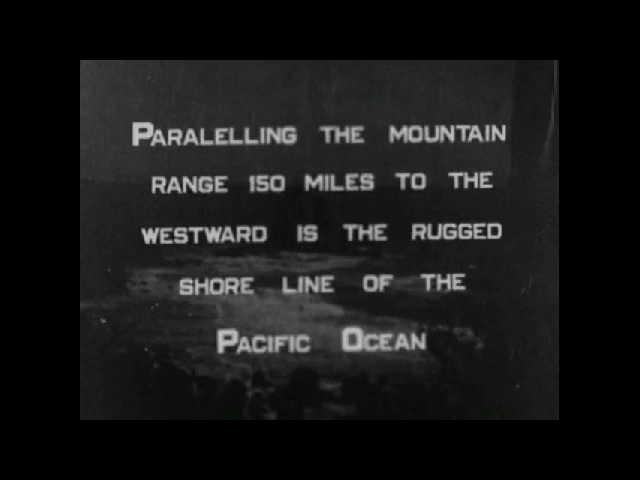 PARALELLING THE MOUNTAIN
RANGE 150 MILES TO THE
WESTWARD IS THE RUGGED
SHORE LINE OF THE
PACIFIC OCEAN